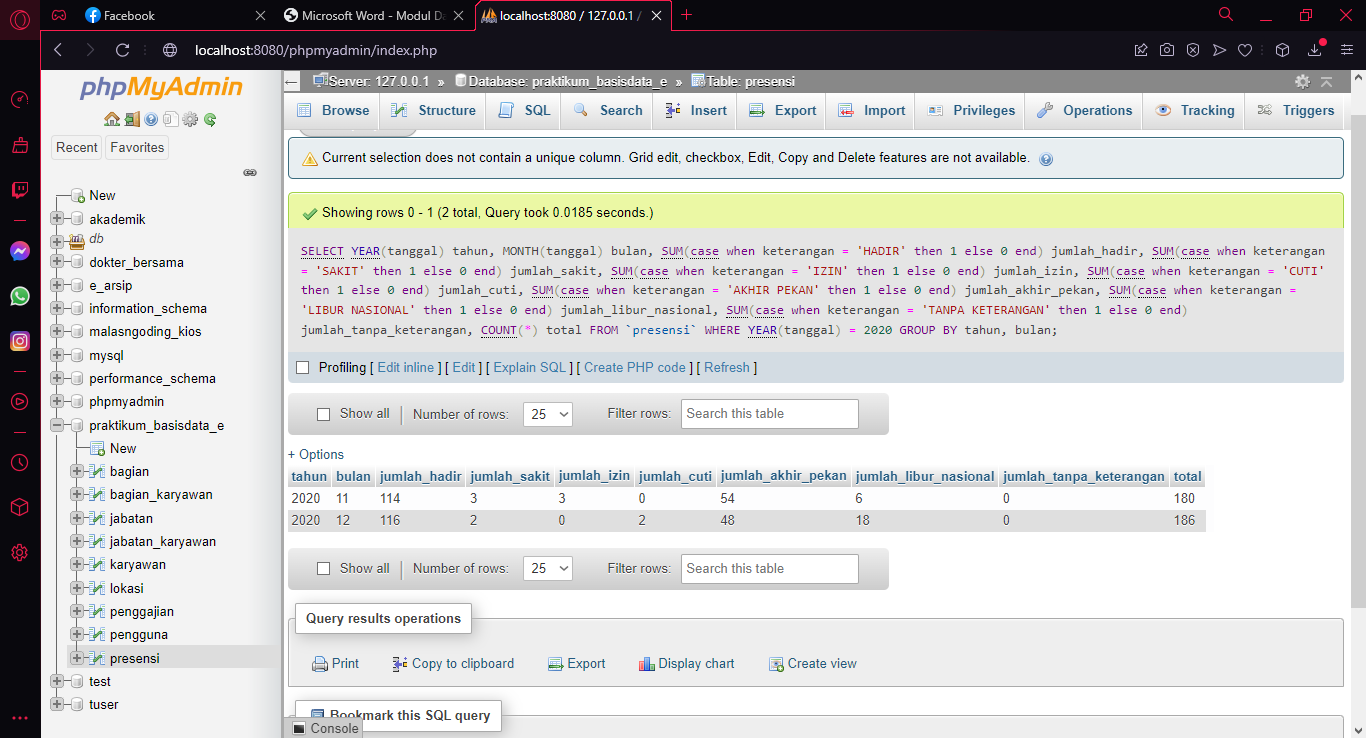 Facebook
Microsoft Word - Modul Da
localhost:8080 / 127.0.0.1 /
localhost:8080/phpmyadmin/index.php
phpMyAdmin
Recent
Favorites
New
akademik
db
dokter_bersama
e_arsip
information_schema
malasngoding_kios
mysql
performance_schema
phpmyadmin
praktikum_basisdata_e
New
bagian
bagian_karyawan
jabatan
jabatan_karyawan
karyawan
lokasi
penggajian
pengguna
presensi
test
tuser
Server: 127.0.0.1 » Database: praktikum_basisdata_e » Table: presensi
Browse Structure SQL Search Insert Export Import Privileges Operations Tracking Triggers
Current selection does not contain a unique column. Grid edit, checkbox, Edit, Copy and Delete features are not available.
Showing rows 0 - 1 (2 total, Query took 0.0185 seconds.)
SELECT YEAR(tanggal) tahun, MONTH(tanggal) bulan, SUM(case when keterangan = 'HADIR' then 1 else 0 end) jumlah_hadir, SUM(case when keterangan
= 'SAKIT' then 1 else 0 end) jumlah_sakit, SUM(case when keterangan = 'IZIN' then 1 else 0 end) jumlah_izin, SUM(case when keterangan = 'CUTI'
then 1 else 0 end) jumlah_cuti, SUM(case when keterangan = 'AKHIR PEKAN' then 1 else 0 end) jumlah_akhir_pekan, SUM(case when keterangan =
'LIBUR NASIONAL' then 1 else 0 end) jumlah_libur_nasional, SUM(case when keterangan = 'TANPA KETERANGAN' then 1 else 0 end)
jumlah_tanpa_keterangan, COUNT(*) total FROM `presensi` WHERE YEAR(tanggal) = 2020 GROUP BY tahun, bulan;
Profiling [ Edit inline ] [ Edit ] [ Explain SQL ] [ Create PHP code ] [ Refresh ]
Show all Number of rows: 25 Filter rows: Search this table
+ Options
tahun bulan jumlah_hadir jumlah_sakit jumlah_izin jumlah_cuti jumlah_akhir_pekan jumlah_libur_nasional jumlah_tanpa_keterangan total
2020 11 114 3 3 0 54 6 0 180
2020 12 116 2 0 2 48 18 0 186
Show all Number of rows: 25 Filter rows: Search this table
Query results operations
Print Copy to clipboard Export Display chart Create view
Bookmark this SQL query
Console